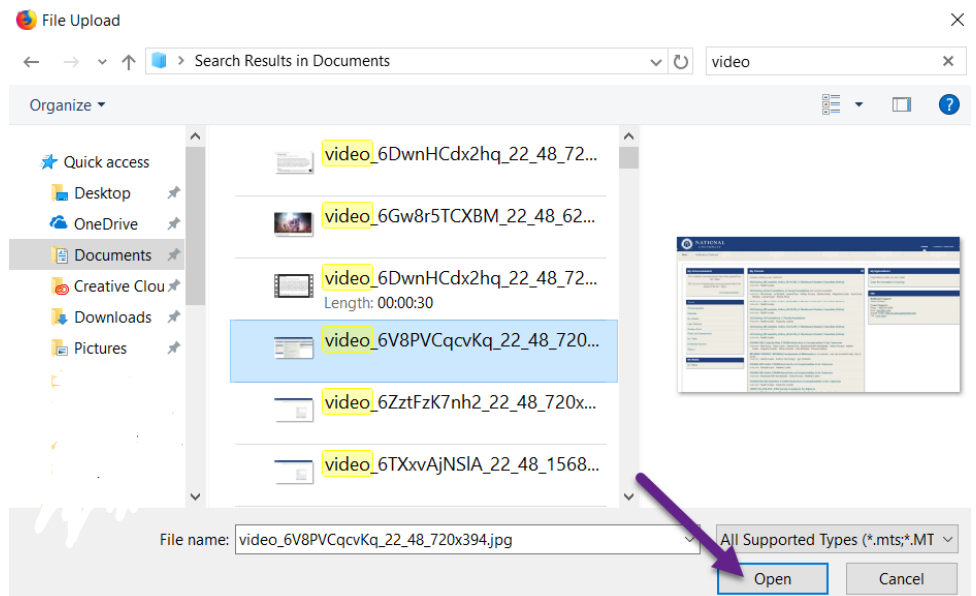 File Upload
Search Results in Documents
video
Organize
?
Quick access
Desktop
OneDrive
Documents
Creative Clou
Downloads
Pictures
video_6DwnHCdx2hq_22_48_72...
video_6Gw8r5TCXBM_22_48_62...
video_6DwnHCdx2hq_22_48_72...
Length: 00:00:30
video_6V8PVCqcvKq_22_48_720...
video_6ZztFzK7nh2_22_48_720x...
video_6TXxvAjNSlA_22_48_1568...
NATIONAL
File name: video_6V8PVCqcvKq_22_48_720x394.jpg
All Supported Types (*.mts;*.MT
Open Cancel